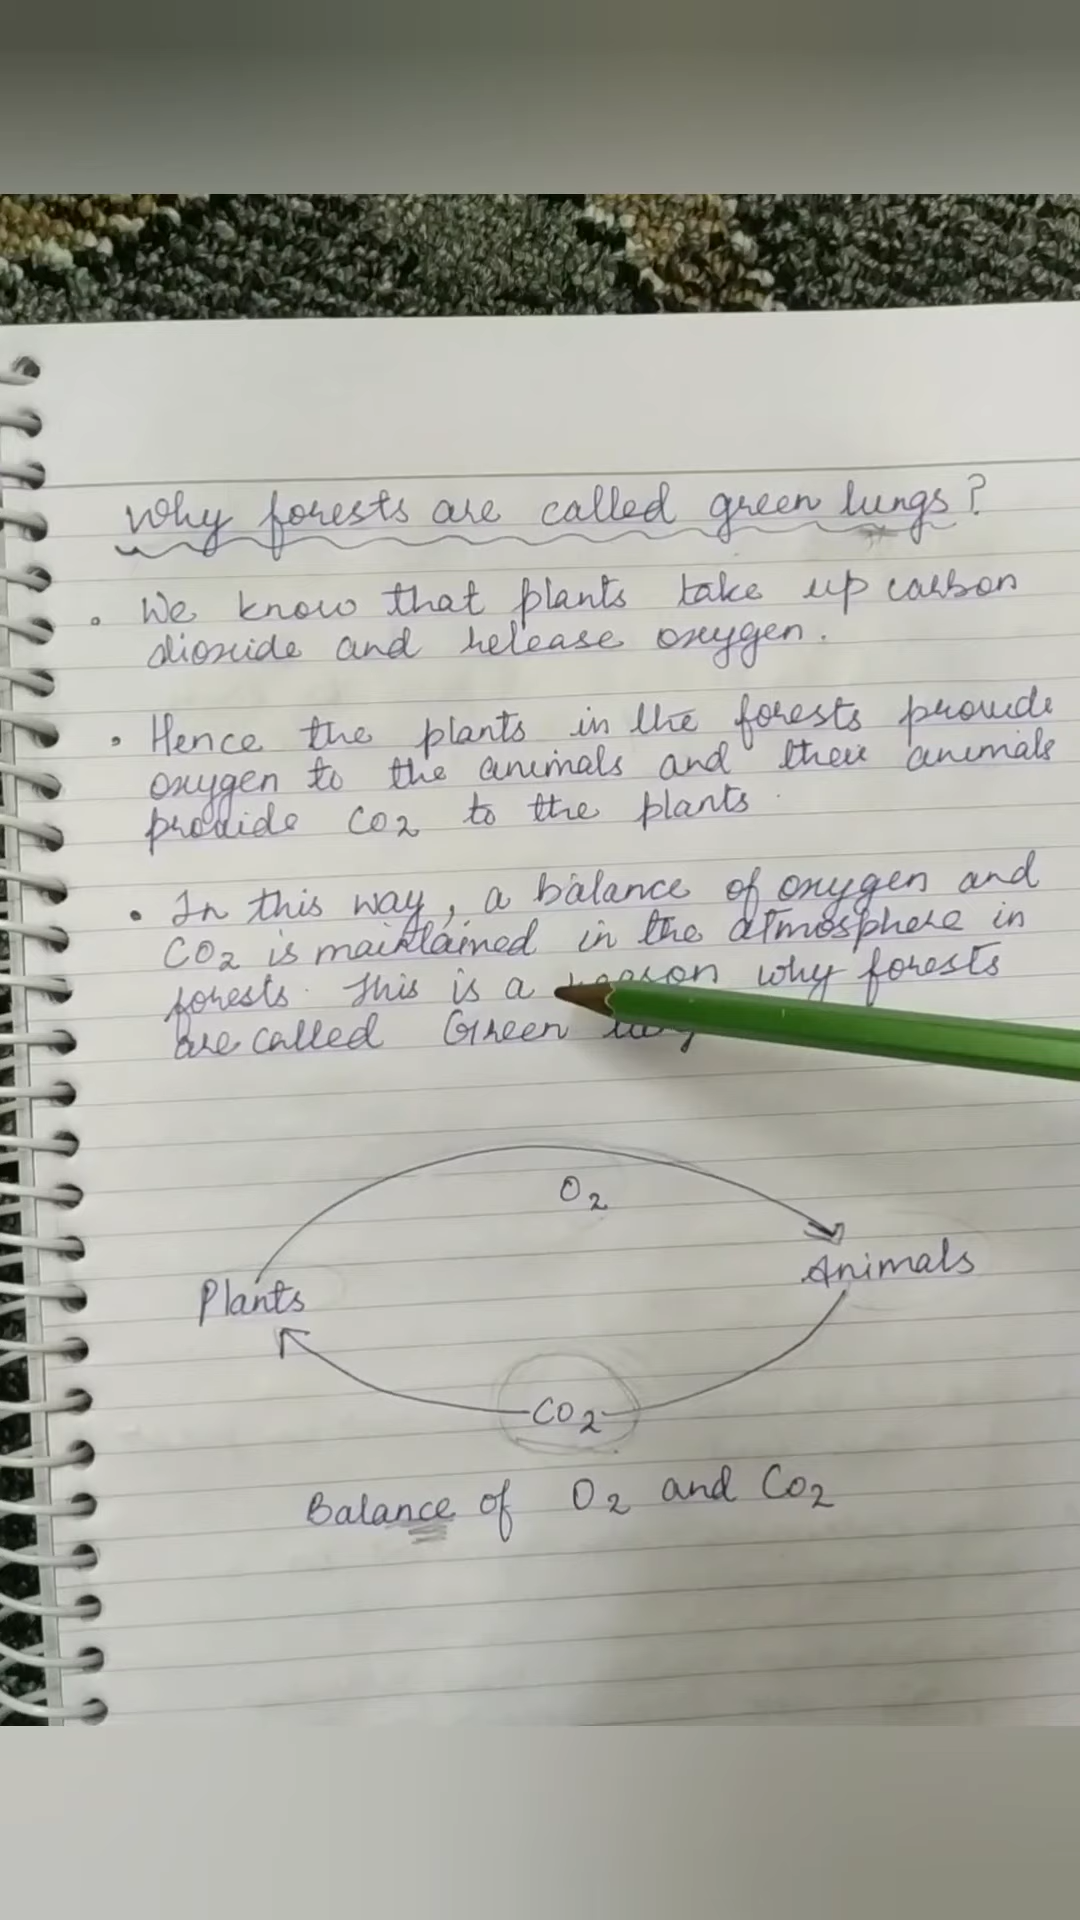 Why forests are called green lungs?
• We know that plants take up carbon
dioxide and release oxygen.
• Hence the plants in the forests provide
oxygen to the animals and their animals
provide CO2 to the plants.
• In this way, a balance of oxygen and
CO2 is maintained in the atmosphere in
forests. This is a reason why forests
are called Green
O2
Animals
Plants
CO2
Balance of O2 and CO2